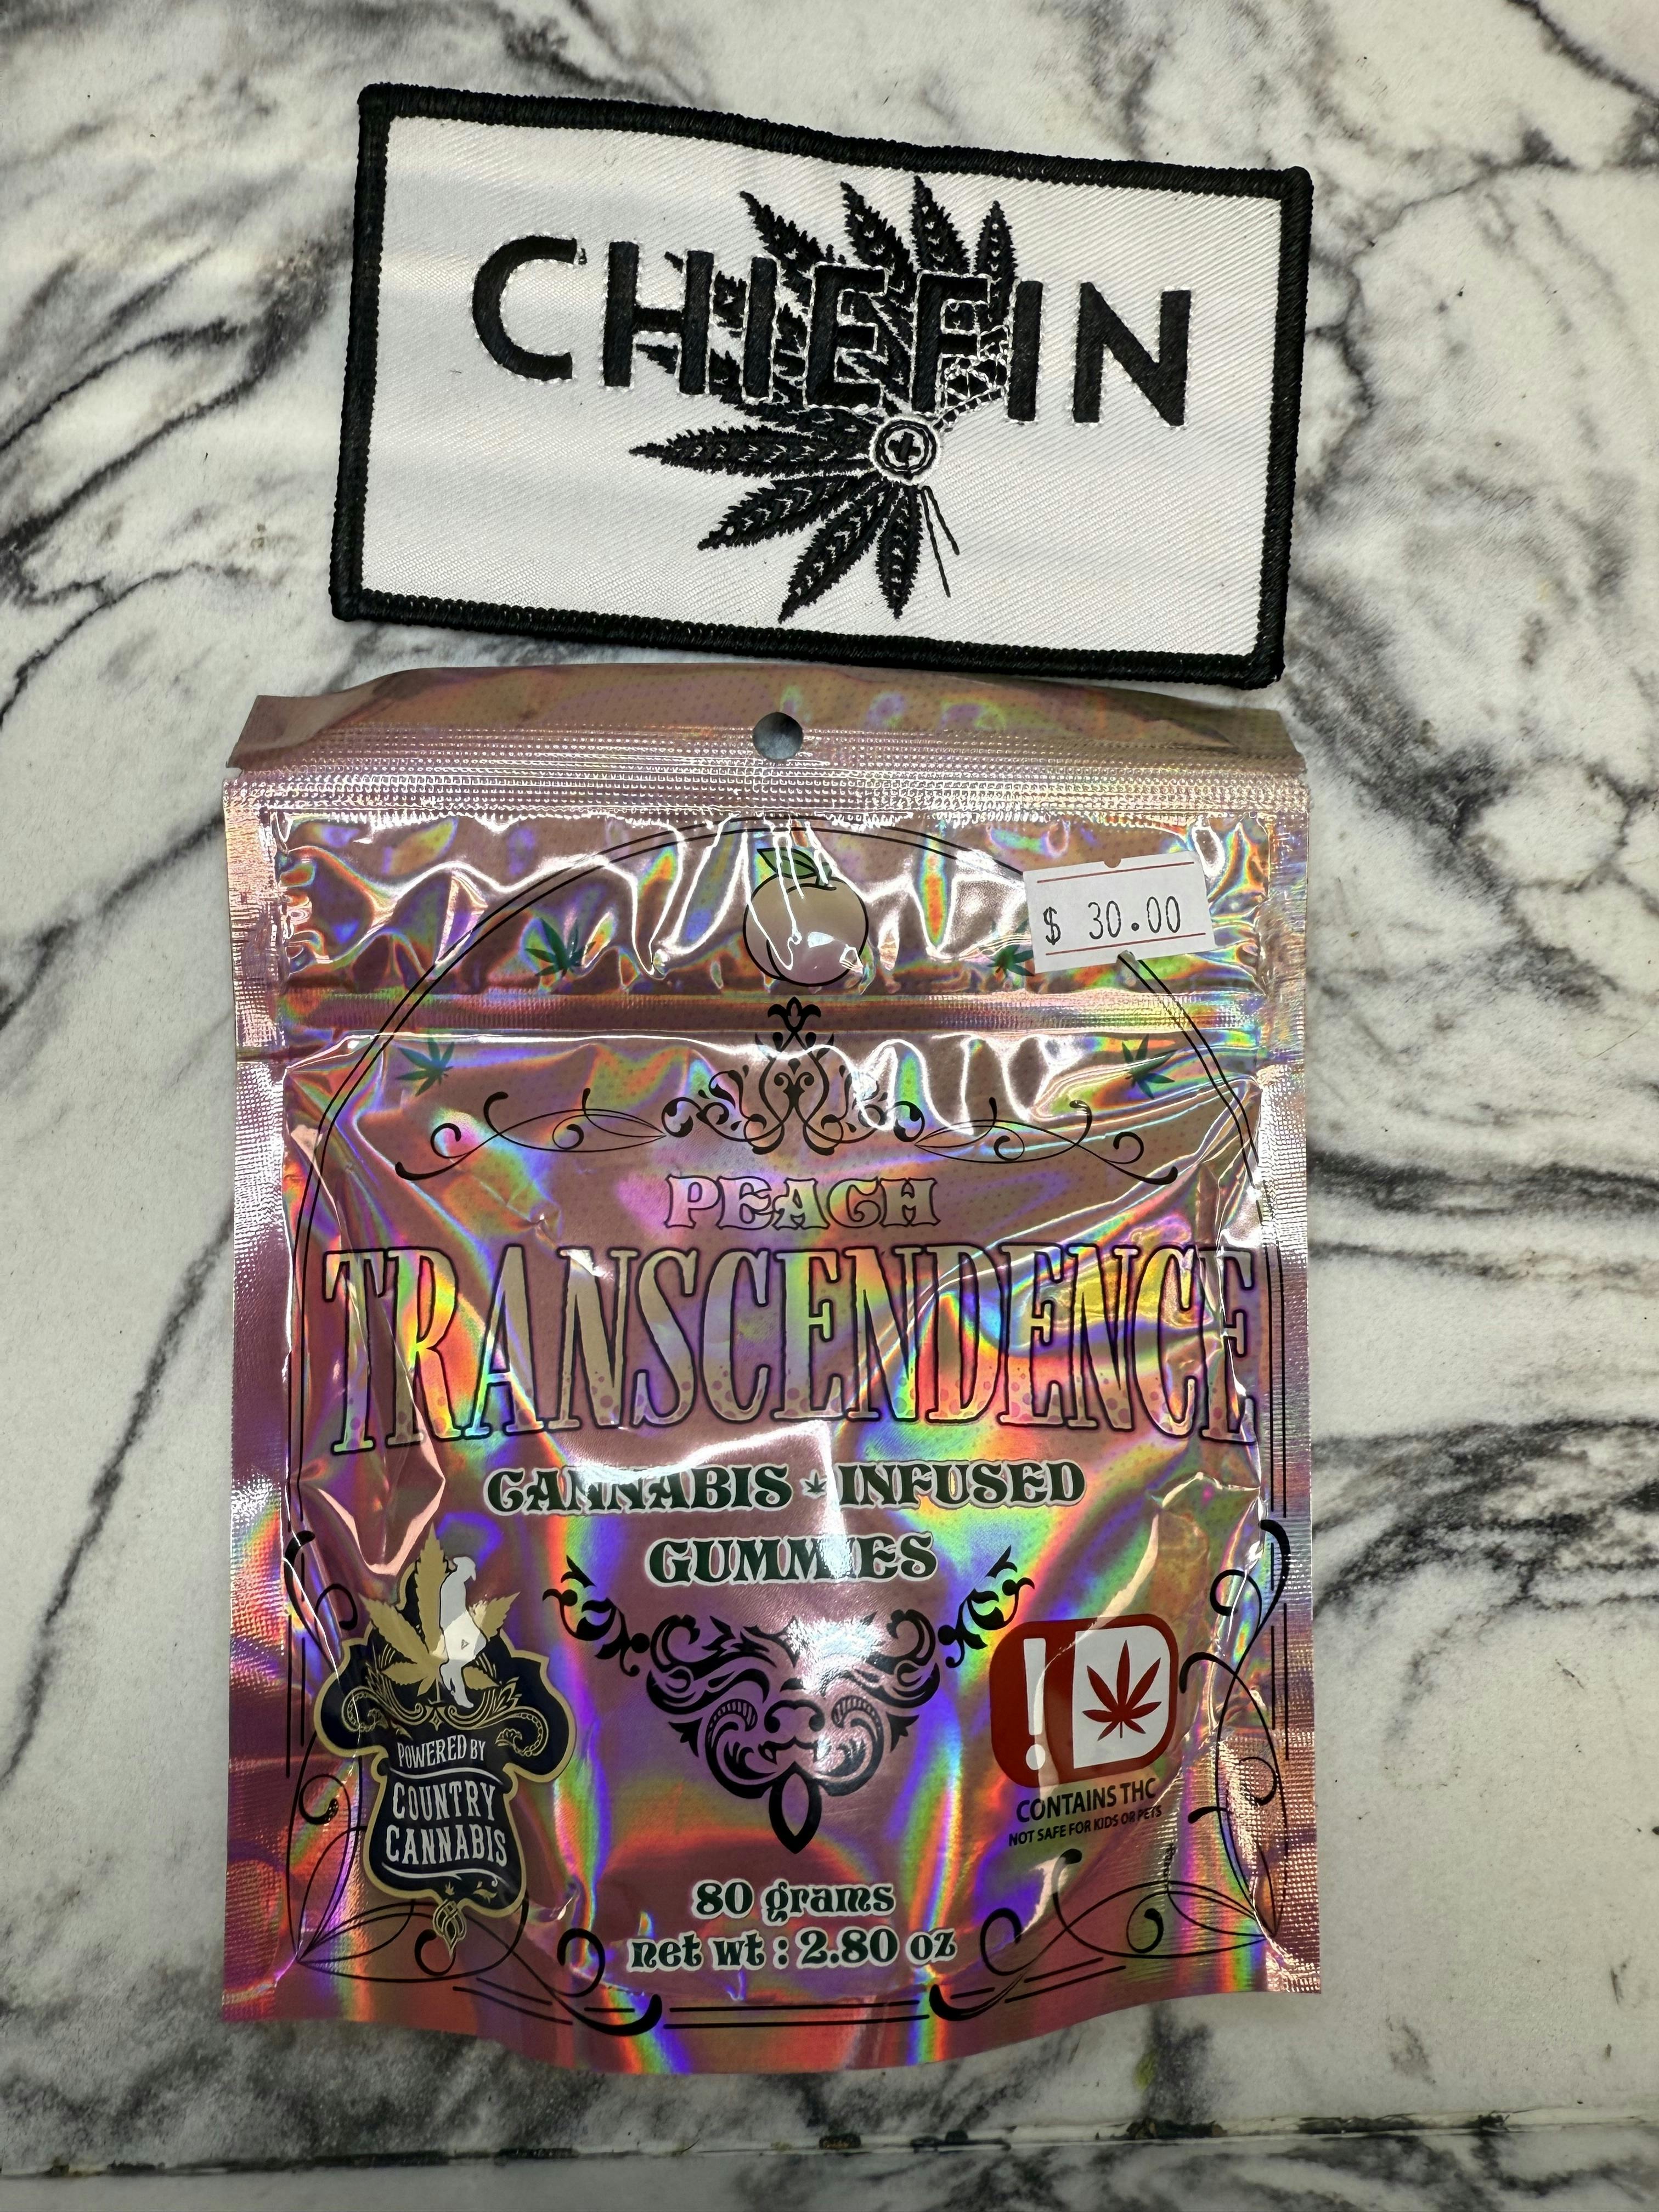 CHIEFIN
$ 30.00
PEACH
TRANSCENDENCE
CANNABIS INFUSED
GUMMIES
POWERED BY
COUNTRY
CANNABIS
!
CONTAINS THC
NOT SAFE FOR KIDS OR PETS
80 grams
net wt : 2.80 oz